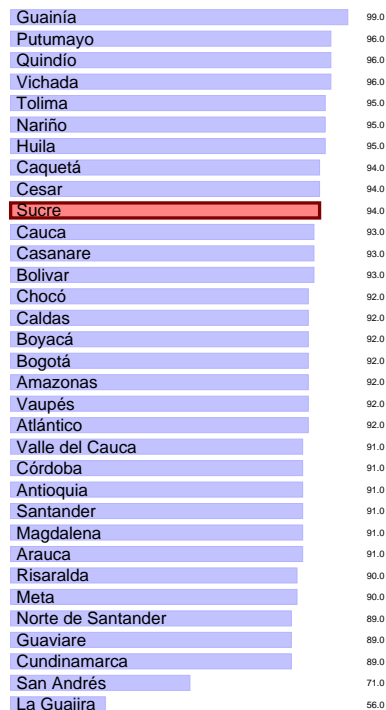 Guainía 99.0
Putumayo 96.0
Quindío 96.0
Vichada 96.0
Tolima 95.0
Nariño 95.0
Huila 95.0
Caquetá 94.0
Cesar 94.0
Sucre 94.0
Cauca 93.0
Casanare 93.0
Bolivar 93.0
Chocó 92.0
Caldas 92.0
Boyacá 92.0
Bogotá 92.0
Amazonas 92.0
Vaupés 92.0
Atlántico 92.0
Valle del Cauca 91.0
Córdoba 91.0
Antioquia 91.0
Santander 91.0
Magdalena 91.0
Arauca 91.0
Risaralda 90.0
Meta 90.0
Norte de Santander 89.0
Guaviare 89.0
Cundinamarca 89.0
San Andrés 71.0
La Guajira 56.0